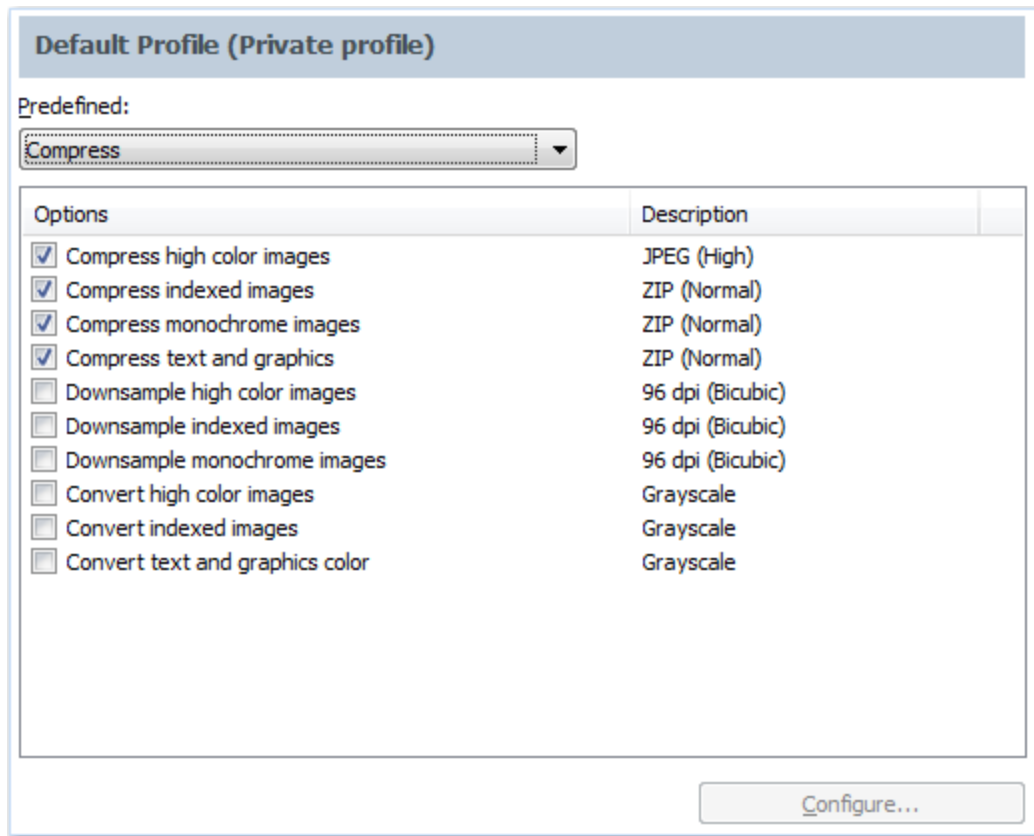 Default Profile (Private profile)
Predefined:
Compress
Options Description
Compress high color images JPEG (High)
Compress indexed images ZIP (Normal)
Compress monochrome images ZIP (Normal)
Compress text and graphics ZIP (Normal)
Downsample high color images 96 dpi (Bicubic)
Downsample indexed images 96 dpi (Bicubic)
Downsample monochrome images 96 dpi (Bicubic)
Convert high color images Grayscale
Convert indexed images Grayscale
Convert text and graphics color Grayscale
Configure...